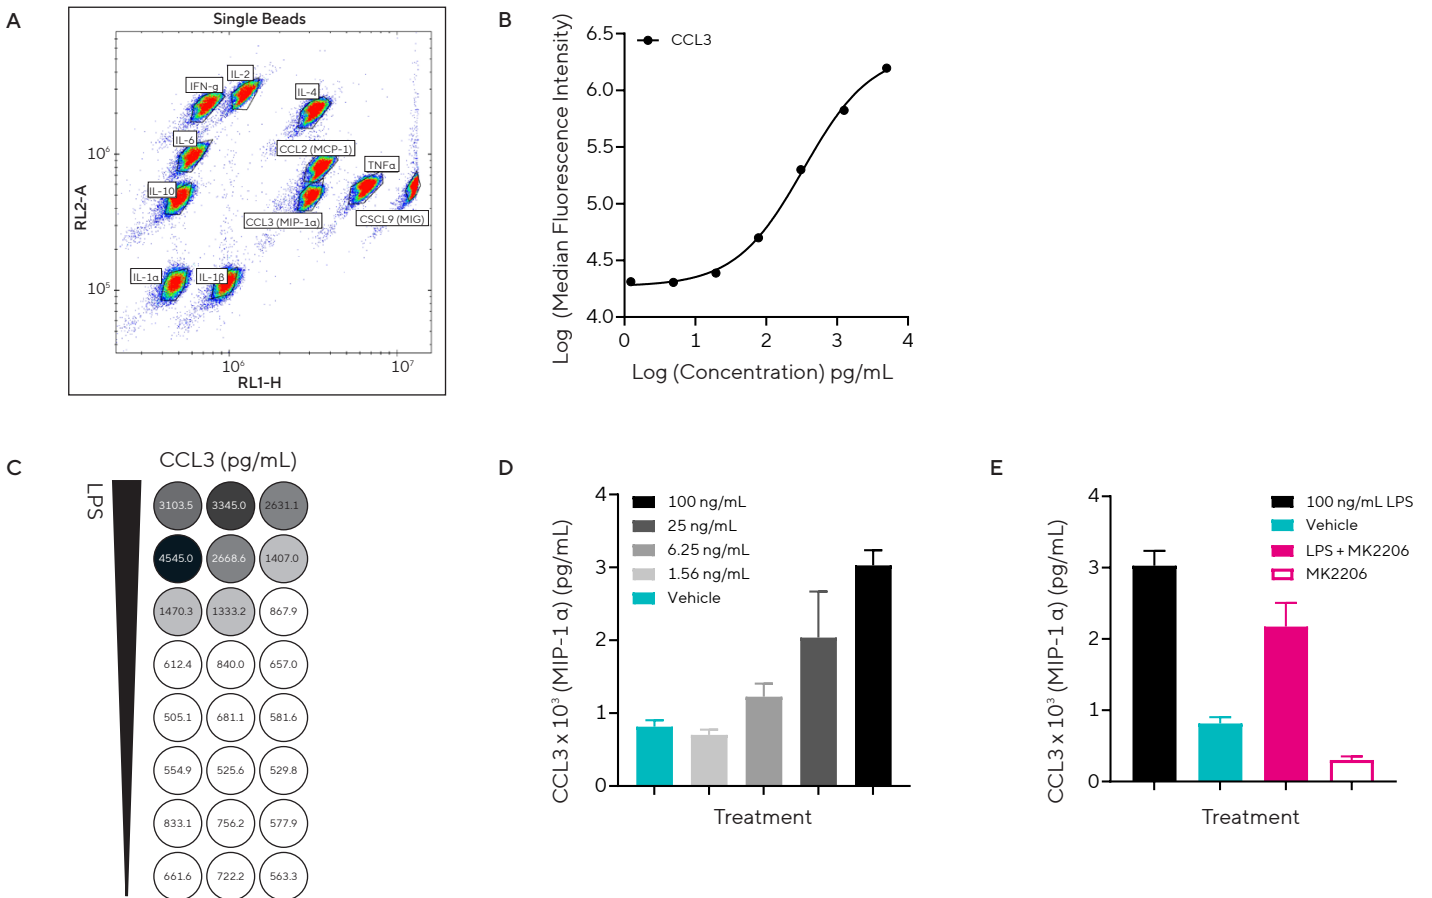 A
Single Beads
IFN-g
IL-2
IL-4
IL-6
CCL2 (MCP-1)
TNFα
IL-10
CCL3 (MIP-1α)
CSCL9 (MIG)
IL-1α
IL-1β
10⁶
10⁵
RL2-A
10⁶
10⁷
RL1-H
B
CCL3
Log (Median Fluorescence Intensity)
6.5
6.0
5.5
5.0
4.5
4.0
0 1 2 3 4
Log (Concentration) pg/mL
C
CCL3 (pg/mL)
LPS
3103.5 3345.0 2631.1
4545.0 2668.6 1407.0
1470.3 1333.2 867.9
612.4 840.0 657.0
505.1 681.1 581.6
554.9 525.6 529.8
833.1 756.2 577.9
661.6 722.2 563.3
D
CCL3 x 10³ (MIP-1 α) (pg/mL)
4
3
2
1
0
100 ng/mL
25 ng/mL
6.25 ng/mL
1.56 ng/mL
Vehicle
Treatment
E
CCL3 x 10³ (MIP-1 α) (pg/mL)
4
3
2
1
0
100 ng/mL LPS
Vehicle
LPS + MK2206
MK2206
Treatment